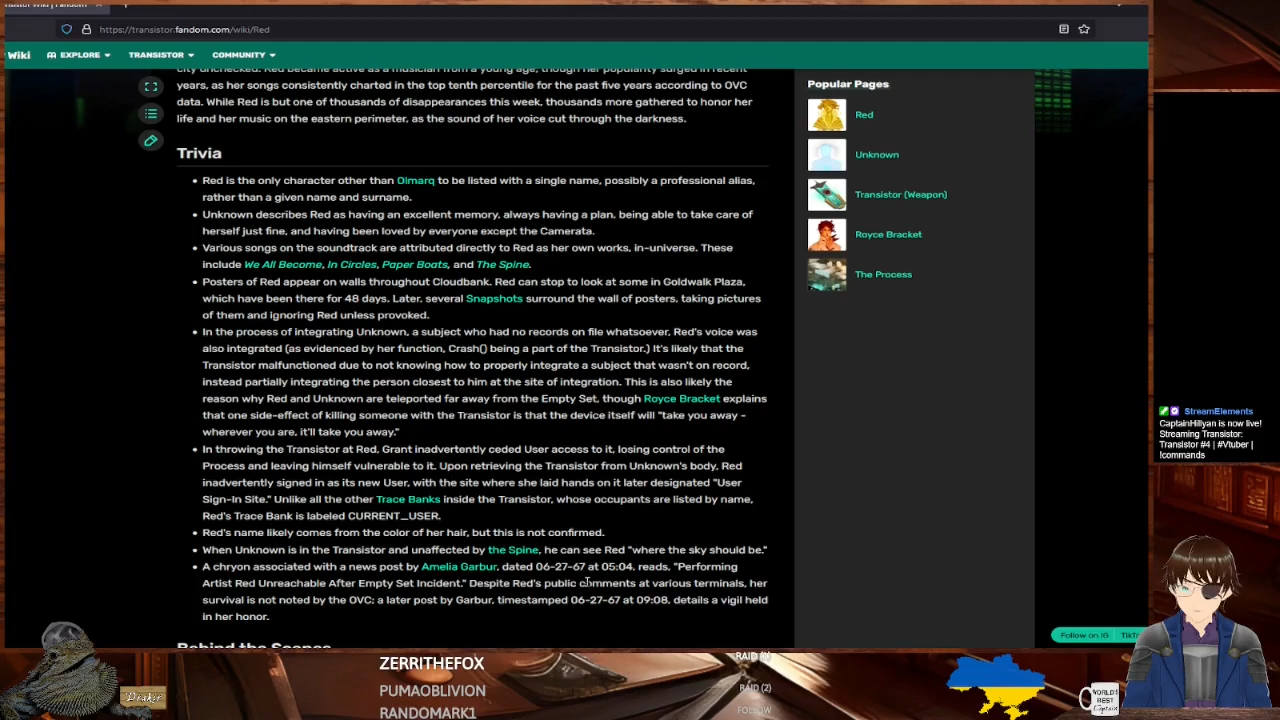 https://transistor.fandom.com/wiki/Red
Wiki EXPLORE TRANSISTOR COMMUNITY
city unchecked. Red became active as a musician from a young age, though her popularity surged in recent
years, as her songs consistently charted in the top tenth percentile for the past five years according to OVC
data. While Red is but one of thousands of disappearances this week, thousands more gathered to honor her
life and her music on the eastern perimeter, as the sound of her voice cut through the darkness.
Trivia
Red is the only character other than Olmarq to be listed with a single name, possibly a professional alias,
rather than a given name and surname.
Unknown describes Red as having an excellent memory, always having a plan, being able to take care of
herself just fine, and having been loved by everyone except the Camerata.
Various songs on the soundtrack are attributed directly to Red as her own works, in-universe. These
include We All Become, In Circles, Paper Boats, and The Spine.
Posters of Red appear on walls throughout Cloudbank. Red can stop to look at some in Goldwalk Plaza,
which have been there for 48 days. Later, several Snapshots surround the wall of posters, taking pictures
of them and ignoring Red unless provoked.
In the process of integrating Unknown, a subject who had no records on file whatsoever, Red's voice was
also integrated (as evidenced by her function, Crash() being a part of the Transistor.) It's likely that the
Transistor malfunctioned due to not knowing how to properly integrate a subject that wasn't on record,
instead partially integrating the person closest to him at the site of integration. This is also likely the
reason why Red and Unknown are teleported far away from the Empty Set, though Royce Bracket explains
that one side-effect of killing someone with the Transistor is that the device itself will "take you away -
wherever you are, it'll take you away."
In throwing the Transistor at Red, Grant inadvertently ceded User access to it, losing control of the
Process and leaving himself vulnerable to it. Upon retrieving the Transistor from Unknown's body, Red
inadvertently signed in as its new User, with the site where she laid hands on it later designated "User
Sign-In Site." Unlike all the other Trace Banks inside the Transistor, whose occupants are listed by name,
Red's Trace Bank is labeled CURRENT_USER.
Red's name likely comes from the color of her hair, but this is not confirmed.
When Unknown is in the Transistor and unaffected by the Spine, he can see Red "where the sky should be."
A chryon associated with a news post by Amelia Garbur, dated 06-27-67 at 05:04, reads, "Performing
Artist Red Unreachable After Empty Set Incident." Despite Red's public comments at various terminals, her
survival is not noted by the OVC; a later post by Garbur, timestamped 06-27-67 at 09:08, details a vigil held
in her honor.
Behind the Scenes
Popular Pages
Red
Unknown
Transistor (Weapon)
Royce Bracket
The Process
StreamElements
CaptainHillyan is now live!
Streaming Transistor:
Transistor #4 | #Vtuber |
!commands
Follow on IG
Drake
ZERRITHEFOX
PUMAOBLIVION
RANDOMARK1
RAID (2)
FOLLOW
WORLD'S